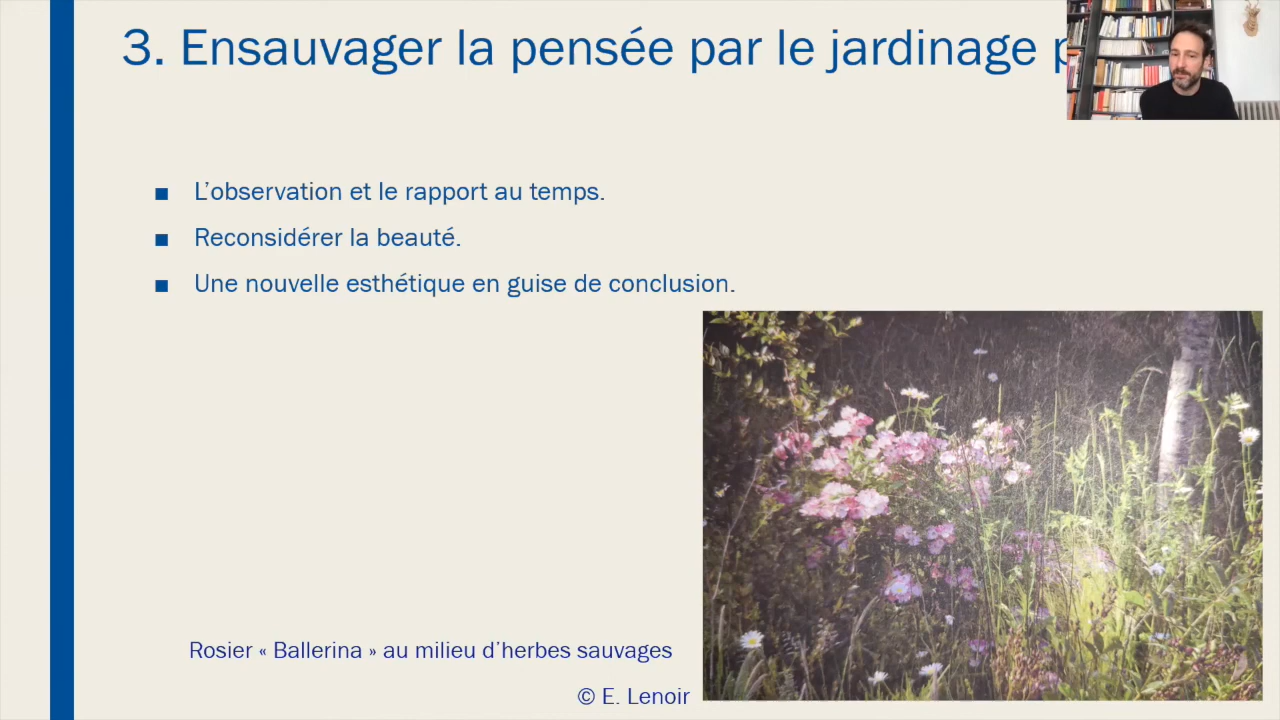 3. Ensauvager la pensée par le jardinage
■ L’observation et le rapport au temps.
■ Reconsidérer la beauté.
■ Une nouvelle esthétique en guise de conclusion.
Rosier « Ballerina » au milieu d’herbes sauvages
© E. Lenoir